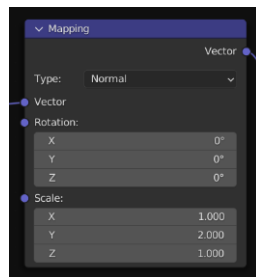 Mapping
Vector
Type: Normal
Vector
Rotation:
X 0°
Y 0°
Z 0°
Scale:
X 1.000
Y 2.000
Z 1.000